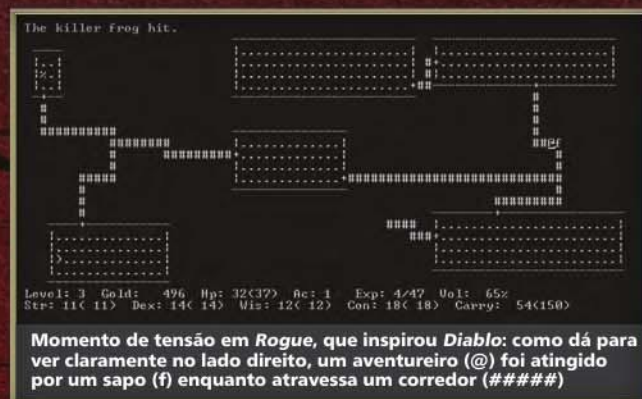 The killer frog hit.
Level: 3 Gold: 496 Hp: 32(37) Ac: 1 Exp: 4/47 Vol: 65%
Str: 11( 11) Dex: 14( 14) Wis: 12( 12) Con: 18( 18) Carry: 54(150)
Momento de tensão em Rogue, que inspirou Diablo: como dá para
ver claramente no lado direito, um aventureiro (@) foi atingido
por um sapo (f) enquanto atravessa um corredor (#####)